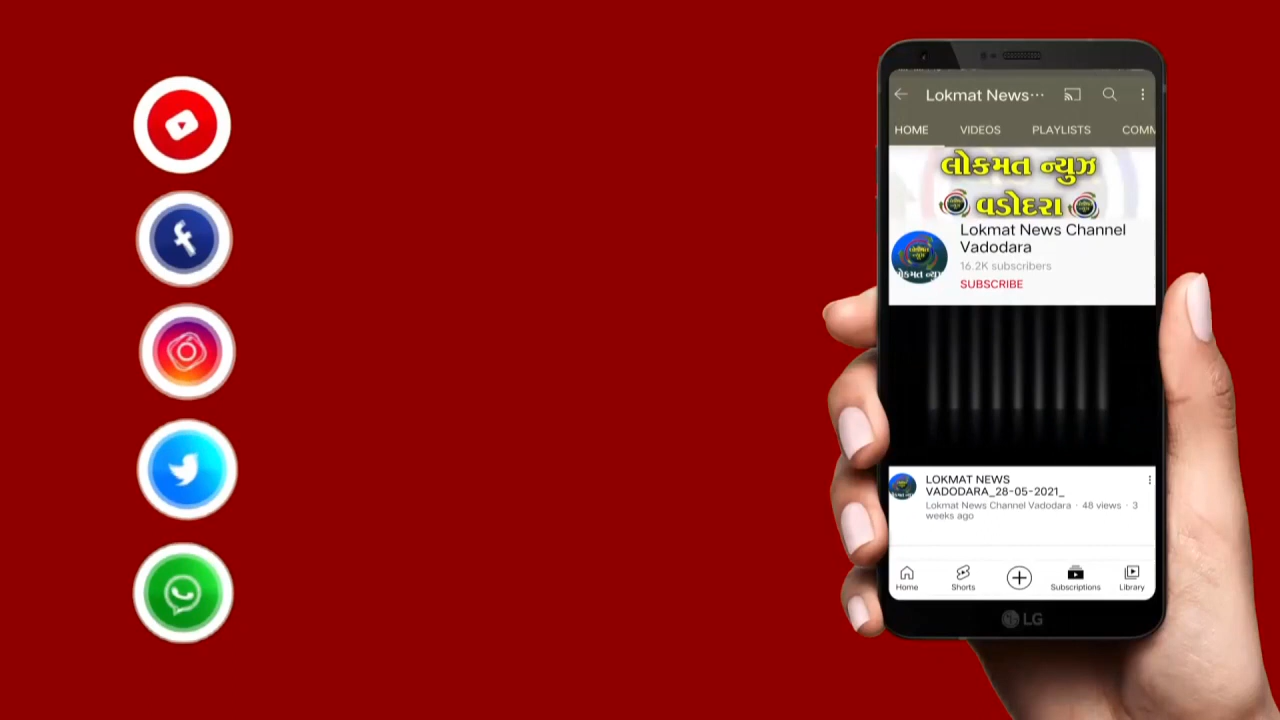 Lokmat News···
HOME VIDEOS PLAYLISTS COMM
લોકમત ન્યુઝ
વડોદરા
Lokmat News Channel
Vadodara
16.2K subscribers
SUBSCRIBE
LOKMAT NEWS
VADODARA_28-05-2021_
Lokmat News Channel Vadodara · 48 views · 3
weeks ago
Home Shorts Subscriptions Library
LG